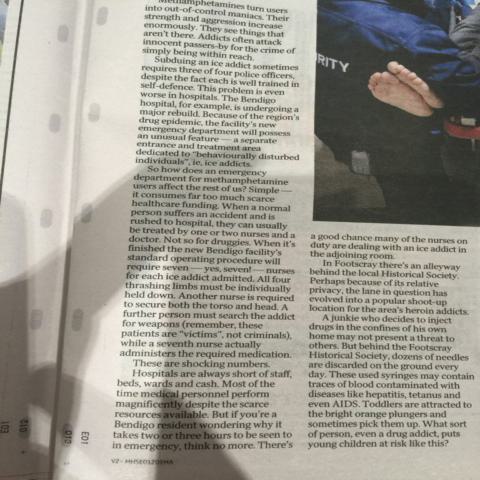 Methamphetamines turn users
into out-of-control maniacs. Their
strength and aggression increase
enormously. They see things that
aren't there. Addicts often attack
innocent passers-by for the crime of
simply being within reach.
Subduing an ice addict sometimes
requires three of four police officers,
despite the fact each is well trained in
self-defence. This problem is even
worse in hospitals. The Bendigo
hospital, for example, is undergoing a
major rebuild. Because of the region's
drug epidemic, the facility's new
emergency department will possess
an unusual feature — a separate
entrance and treatment area
dedicated to "behaviourally disturbed
individuals", ie, ice addicts.
So how does an emergency
department for methamphetamine
users affect the rest of us? Simple —
it consumes far too much scarce
healthcare funding. When a normal
person suffers an accident and is
rushed to hospital, they can usually
be treated by one or two nurses and a
doctor. Not so for druggies. When it's
finished the new Bendigo facility's
standard operating procedure will
require seven — yes, seven! — nurses
for each ice addict admitted. All four
thrashing limbs must be individually
held down. Another nurse is required
to secure both the torso and head. A
further person must search the addict
for weapons (remember, these
patients are "victims", not criminals),
while a seventh nurse actually
administers the required medication.
These are shocking numbers.
Hospitals are always short of staff,
beds, wards and cash. Most of the
time medical personnel perform
magnificently despite the scarce
resources available. But if you're a
Bendigo resident wondering why it
takes two or three hours to be seen to
in emergency, think no more. There's
a good chance many of the nurses on
duty are dealing with an ice addict in
the adjoining room.
In Footscray there's an alleyway
behind the local Historical Society.
Perhaps because of its relative
privacy, the lane in question has
evolved into a popular shoot-up
location for the area's heroin addicts.
A junkie who decides to inject
drugs in the confines of his own
home may not present a threat to
others. But behind the Footscray
Historical Society, dozens of needles
are discarded on the ground every
day. These used syringes may contain
traces of blood contaminated with
diseases like hepatitis, tetanus and
even AIDS. Toddlers are attracted to
the bright orange plungers and
sometimes pick them up. What sort
of person, even a drug addict, puts
young children at risk like this?
V2 - MHSE01Z01MA
RITY
E01